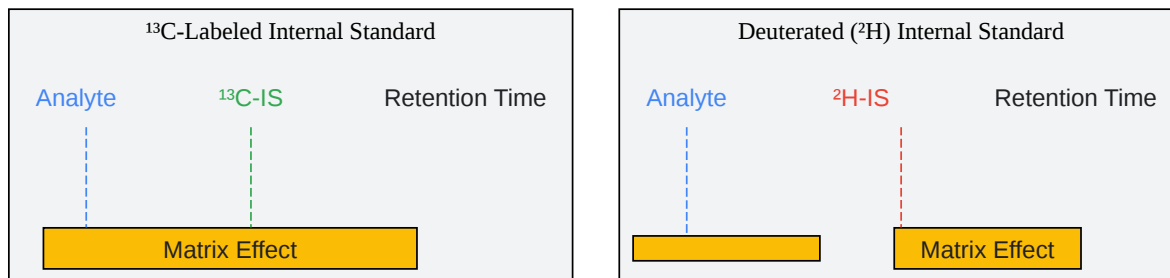 ¹³C-Labeled Internal Standard
Analyte
¹³C-IS
Retention Time
Matrix Effect
Deuterated (²H) Internal Standard
Analyte
²H-IS
Retention Time
Matrix Effect